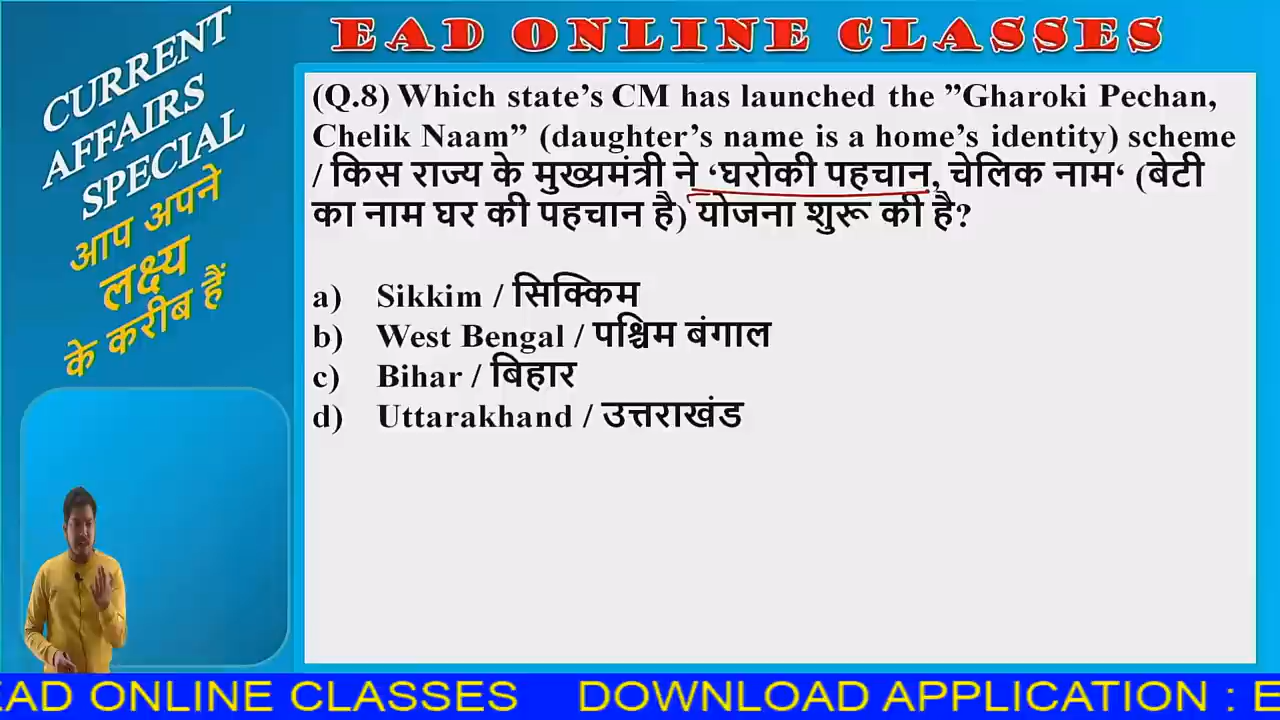 EAD ONLINE CLASSES
CURRENT
AFFAIRS
SPECIAL
आप अपने
लक्ष्य
के करीब हैं
(Q.8) Which state’s CM has launched the ”Gharoki Pechan,
Chelik Naam” (daughter’s name is a home’s identity) scheme
/ किस राज्य के मुख्यमंत्री ने ‘घरोकी पहचान, चेलिक नाम‘ (बेटी
का नाम घर की पहचान है) योजना शुरू की है?
a) Sikkim / सिक्किम
b) West Bengal / पश्चिम बंगाल
c) Bihar / बिहार
d) Uttarakhand / उत्तराखंड
EAD ONLINE CLASSES DOWNLOAD APPLICATION : E